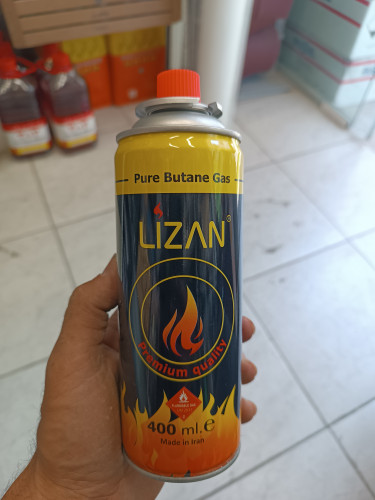 Pure Butane Gas
LIZAN®
Premium quality
400 ml.e
Made in Iran